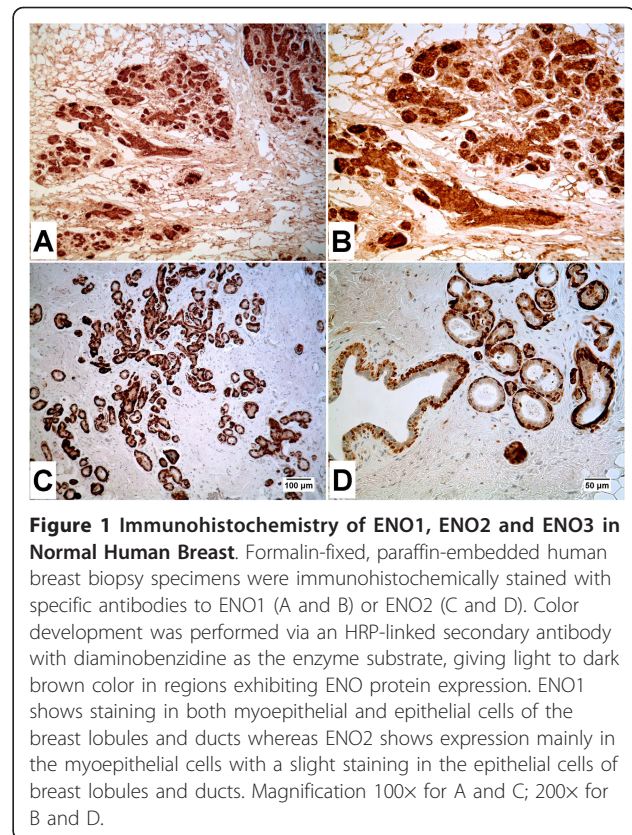 A
B
C
100 µm
D
50 µm
Figure 1 Immunohistochemistry of ENO1, ENO2 and ENO3 in
Normal Human Breast. Formalin-fixed, paraffin-embedded human
breast biopsy specimens were immunohistochemically stained with
specific antibodies to ENO1 (A and B) or ENO2 (C and D). Color
development was performed via an HRP-linked secondary antibody
with diaminobenzidine as the enzyme substrate, giving light to dark
brown color in regions exhibiting ENO protein expression. ENO1
shows staining in both myoepithelial and epithelial cells of the
breast lobules and ducts whereas ENO2 shows expression mainly in
the myoepithelial cells with a slight staining in the epithelial cells of
breast lobules and ducts. Magnification 100× for A and C; 200× for
B and D.